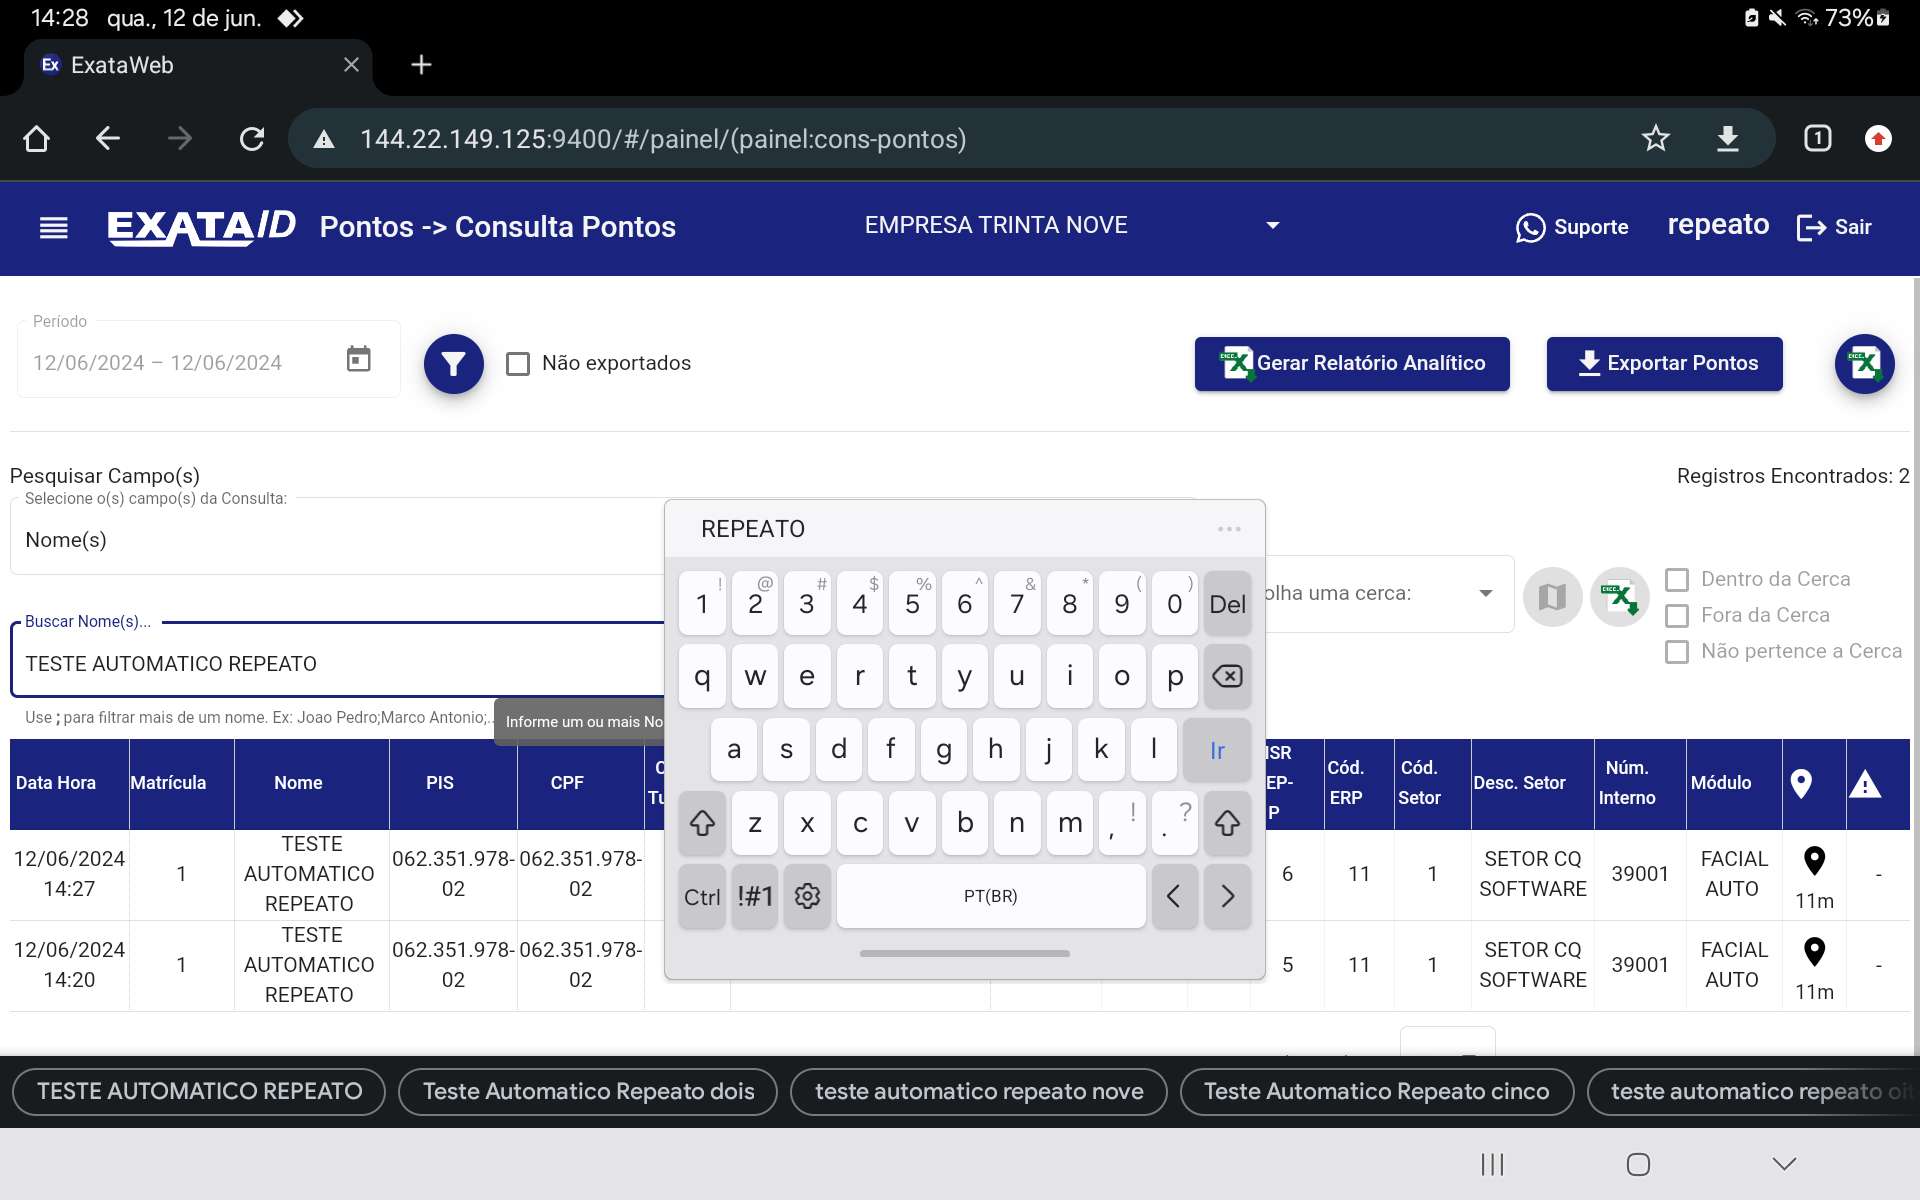 14:28 qua., 12 de jun. 73%
Ex ExataWeb
144.22.149.125:9400/#/painel/(painel:cons-pontos) 1
EXATA ID Pontos -> Consulta Pontos EMPRESA TRINTA NOVE Suporte repeato Sair
Período
12/06/2024 – 12/06/2024 Não exportados Gerar Relatório Analítico Exportar Pontos
Pesquisar Campo(s) Registros Encontrados: 2
Selecione o(s) campo(s) da Consulta:
Nome(s)
olha uma cerca:
Dentro da Cerca
Fora da Cerca
Não pertence a Cerca
Buscar Nome(s)...
TESTE AUTOMATICO REPEATO
Use ; para filtrar mais de um nome. Ex: Joao Pedro;Marco Antonio;..
Informe um ou mais No
REPEATO ...
! @ # $ % ^ & * ( )
1 2 3 4 5 6 7 8 9 0 Del
q w e r t y u i o p
a s d f g h j k l Ir
z x c v b n m , ! . ?
Ctrl !#1 PT(BR) < >
Data Hora Matrícula Nome PIS CPF Cód. ERP Cód. Setor Desc. Setor Núm. Interno Módulo
12/06/2024 14:27 1 TESTE AUTOMATICO REPEATO 062.351.978-02 062.351.978-02 6 11 1 SETOR CQ SOFTWARE 39001 FACIAL AUTO 11m -
12/06/2024 14:20 1 TESTE AUTOMATICO REPEATO 062.351.978-02 062.351.978-02 5 11 1 SETOR CQ SOFTWARE 39001 FACIAL AUTO 11m -
TESTE AUTOMATICO REPEATO Teste Automatico Repeato dois teste automatico repeato nove Teste Automatico Repeato cinco teste automatico repeato oit